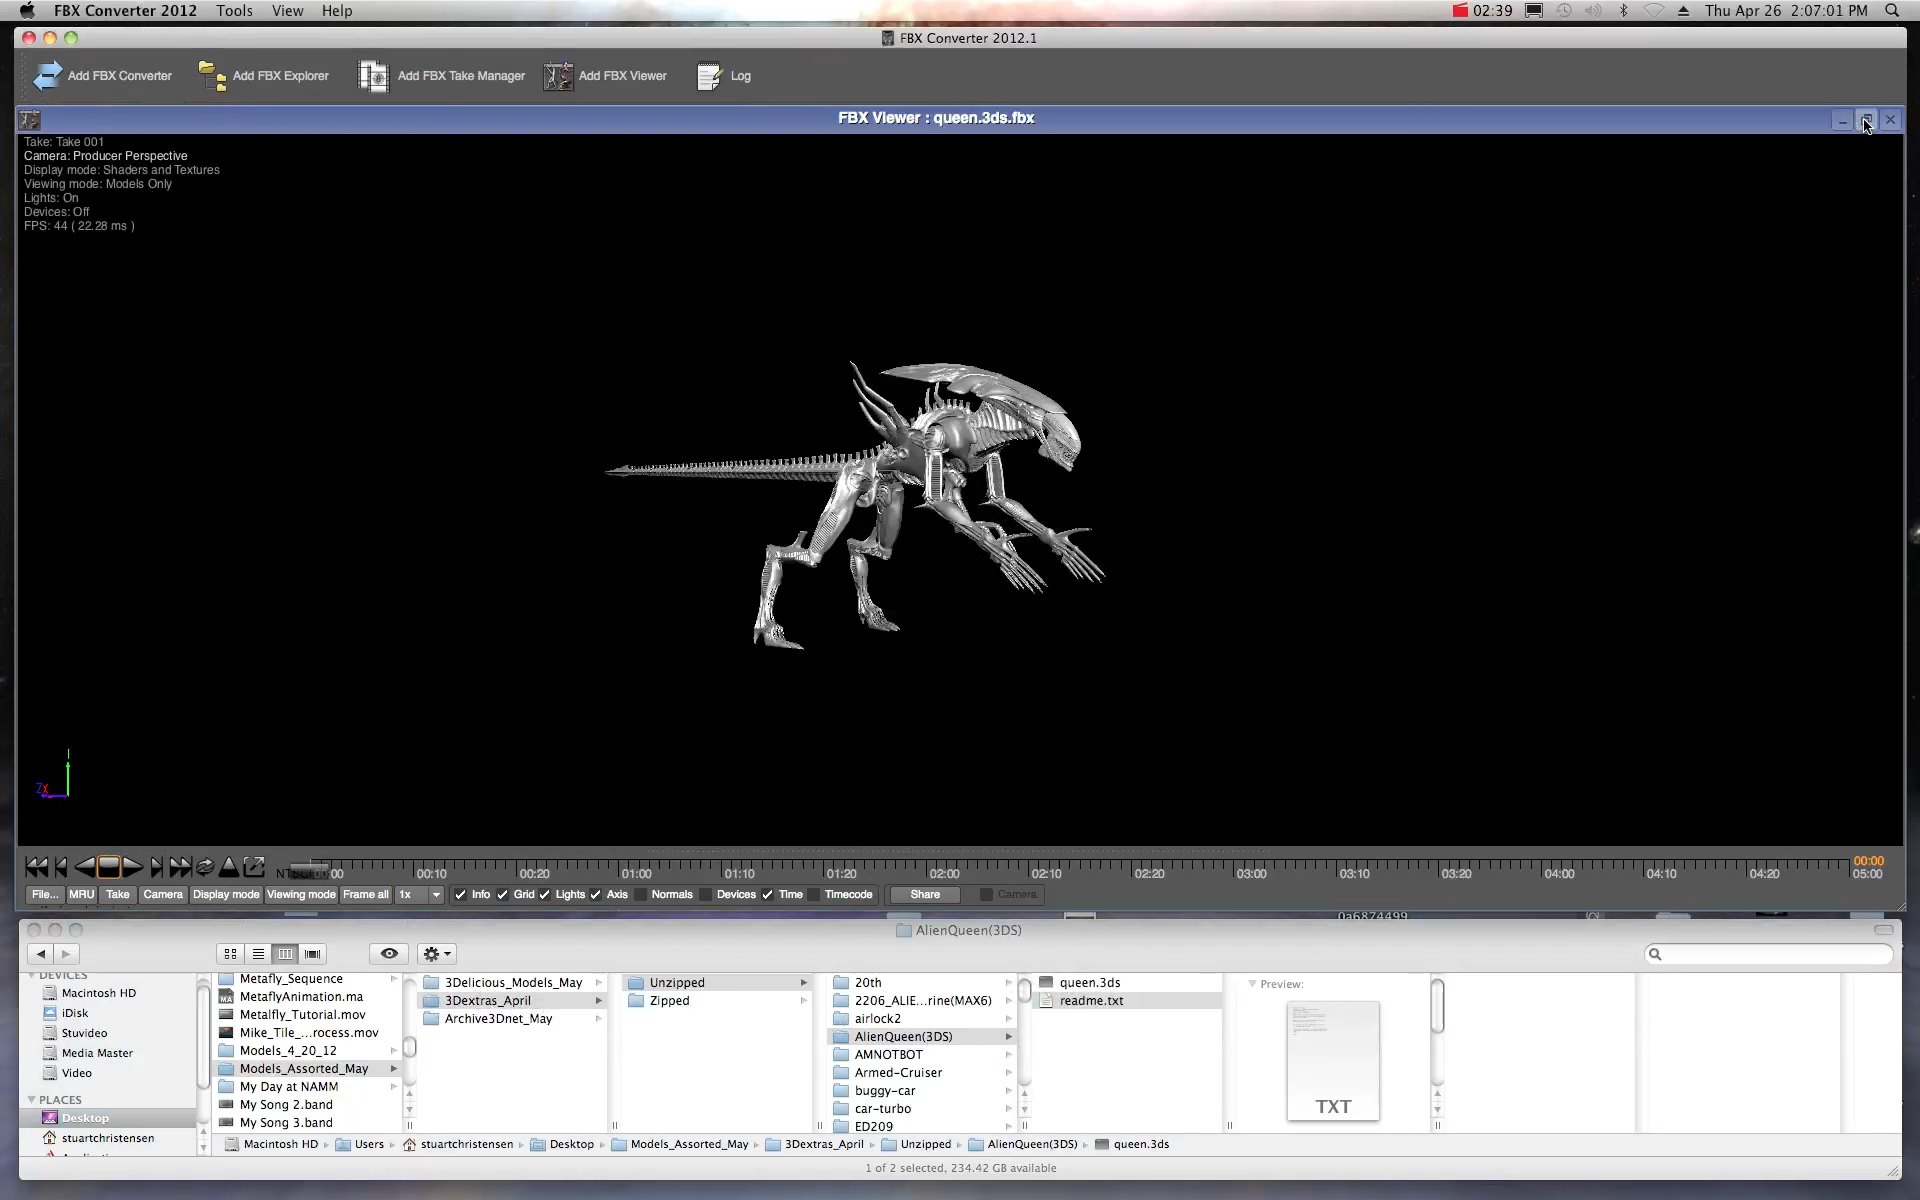 FBX Converter 2012 Tools View Help
02:39 Thu Apr 26 2:07:01 PM
FBX Converter 2012.1
Add FBX Converter Add FBX Explorer Add FBX Take Manager Add FBX Viewer Log
FBX Viewer : queen.3ds.fbx
Take: Take 001
Camera: Producer Perspective
Display mode: Shaders and Textures
Viewing mode: Models Only
Lights: On
Devices: Off
FPS: 44 ( 22.28 ms )
Z X
00:10 00:20 01:00 01:10 01:20 02:00 02:10 02:20 03:00 03:10 03:20 04:00 04:10 04:20 05:00
00:00
File... MRU Take Camera Display mode Viewing mode Frame all 1x Info Grid Lights Axis Normals Devices Time Timecode Share Camera
0a6874499
AlienQueen(3DS)
DEVICES
Macintosh HD
iDisk
Stuvideo
Media Master
Video
PLACES
Desktop
stuartchristensen
Metafly_Sequence
MetaflyAnimation.ma
Metalfly_Tutorial.mov
Mike_Tile_...rocess.mov
Models_4_20_12
Models_Assorted_May
My Day at NAMM
My Song 2.band
My Song 3.band
3Delicious_Models_May
3Dextras_April
Archive3Dnet_May
Unzipped
Zipped
20th
2206_ALIE...rine(MAX6)
airlock2
AlienQueen(3DS)
AMNOTBOT
Armed-Cruiser
buggy-car
car-turbo
ED209
queen.3ds
readme.txt
Preview:
TXT
Macintosh HD Users stuartchristensen Desktop Models_Assorted_May 3Dextras_April Unzipped AlienQueen(3DS) queen.3ds
1 of 2 selected, 234.42 GB available